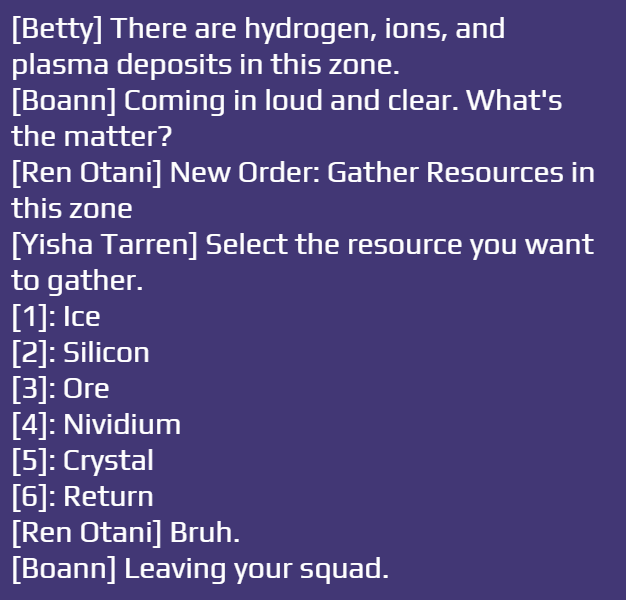 [Betty] There are hydrogen, ions, and
plasma deposits in this zone.
[Boann] Coming in loud and clear. What's
the matter?
[Ren Otani] New Order: Gather Resources in
this zone
[Yisha Tarren] Select the resource you want
to gather.
[1]: Ice
[2]: Silicon
[3]: Ore
[4]: Nividium
[5]: Crystal
[6]: Return
[Ren Otani] Bruh.
[Boann] Leaving your squad.